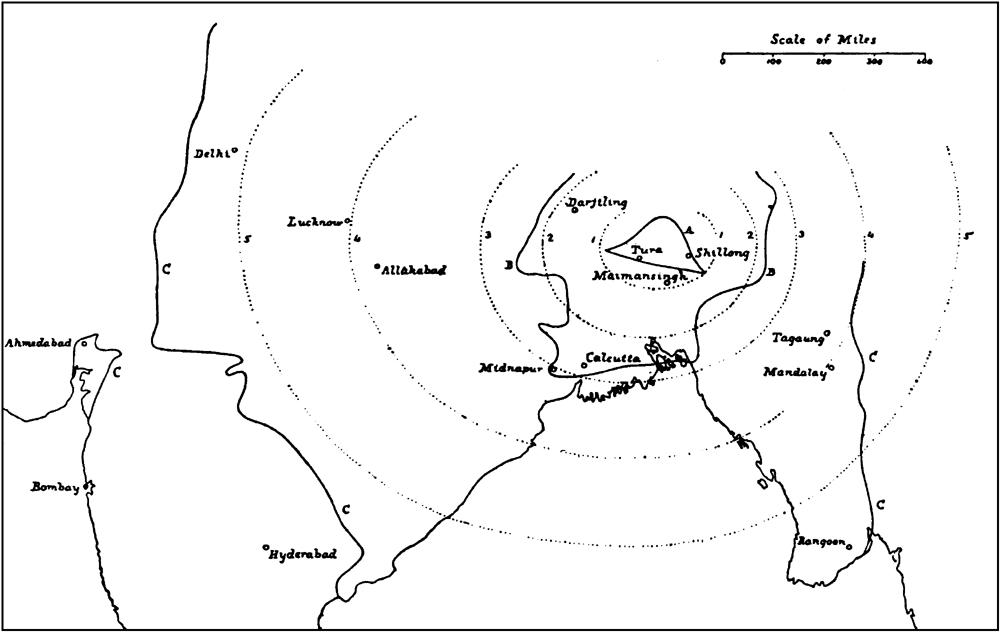 Scale of Miles
0 100 200 300 400
Delhi
Darjiling
Lucknow
5 4 3 2 1 A 1 2 3 4 5
Tura Shillong
C B Allahabad Maimansingh B
Ahmedabad
Tagaung
C Midnapur Calcutta C
Mandalay
Bombay
C C
Hyderabad Rangoon